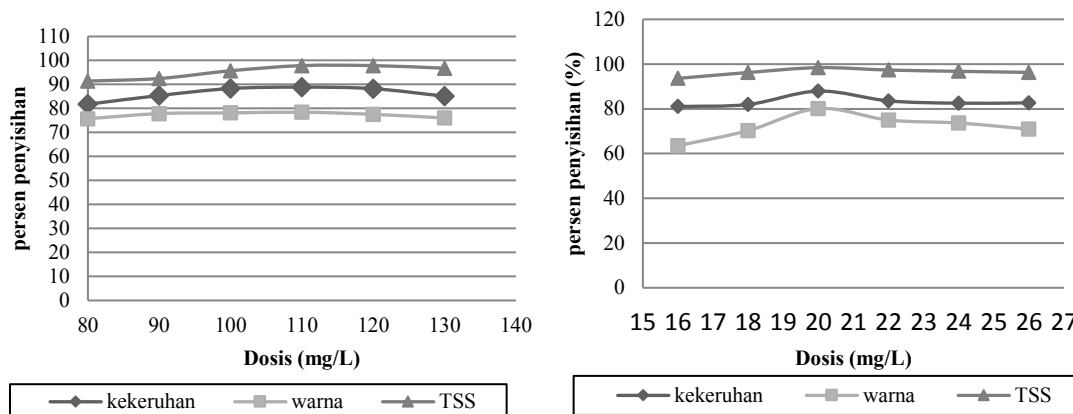 110
100
90
80
70
60
50
40
30
20
10
0
persen penyisihan
80 90 100 110 120 130 140
Dosis (mg/L)
kekeruhan warna TSS
120
100
80
60
40
20
0
persen penyisihan (%)
15 16 17 18 19 20 21 22 23 24 25 26 27
Dosis (mg/L)
kekeruhan warna TSS